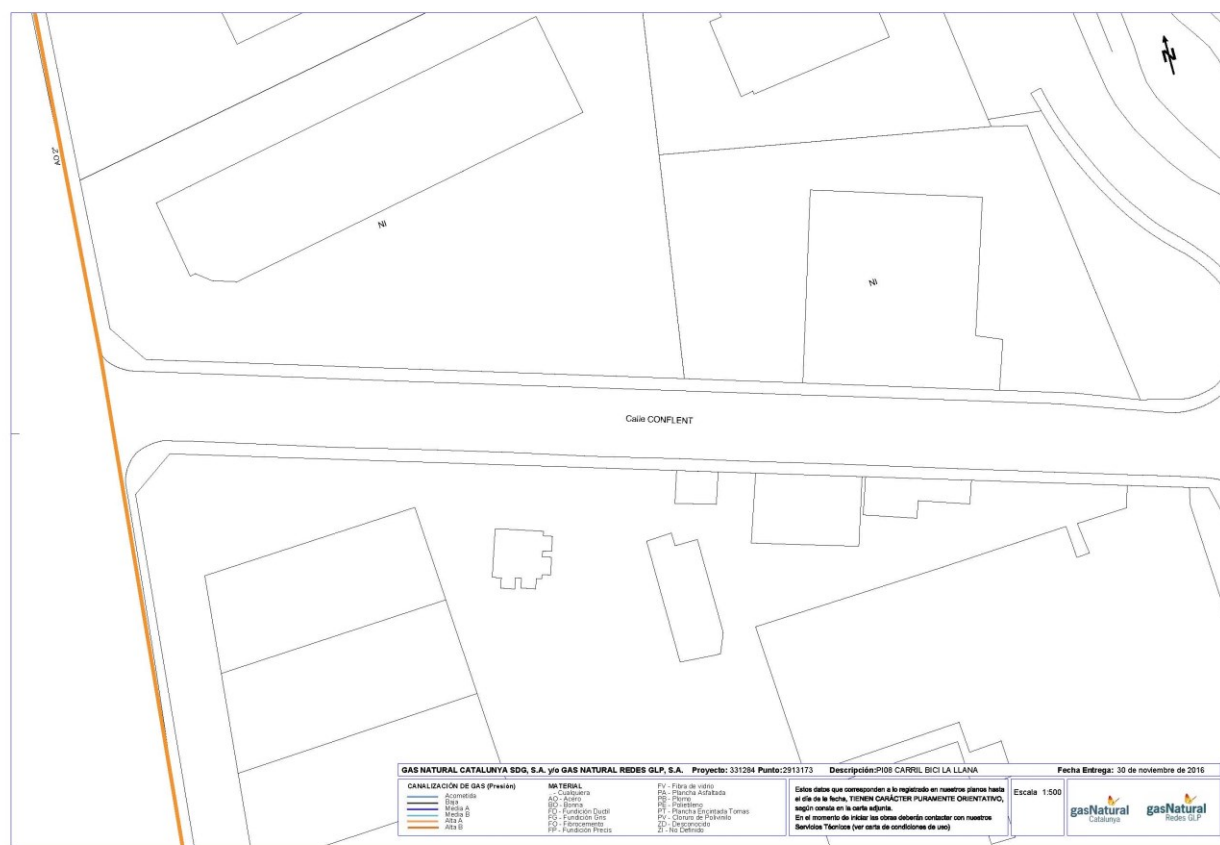 NI
NI
Calle CONFLENT
GAS NATURAL CATALUNYA SDG, S.A. y/o GAS NATURAL REDES GLP, S.A. Proyecto: 331284 Punto:2913173 Descripción:PI08 CARRIL BICI LA LLANA Fecha Entrega: 30 de noviembre de 2016
CANALIZACIÓN DE GAS (Presión)
Acometida
Baja
Media A
Media B
Alta A
Alta B
MATERIAL
.. - Cualquiera
AO - Acero
BO - Bonna
FD - Fundición Ductil
FG - Fundición Gris
FO - Fibrocemento
FP - Fundición Precis
FV - Fibra de vidrio
PA - Plancha Asfaltada
PB - Plomo
PE - Polietileno
PT - Plancha Encintada Tomas
PV - Cloruro de Polivinilo
ZD - Desconocido
ZI - No Definido
Estos datos que corresponden a lo registrado en nuestros planos hasta
el día de la fecha, TIENEN CARÁCTER PURAMENTE ORIENTATIVO,
según consta en la carta adjunta.
En el momento de iniciar las obras deberán contactar con nuestros
Servicios Técnicos (ver carta de condiciones de uso)
Escala 1:500
gasNatural
Catalunya
gasNatural
Redes GLP